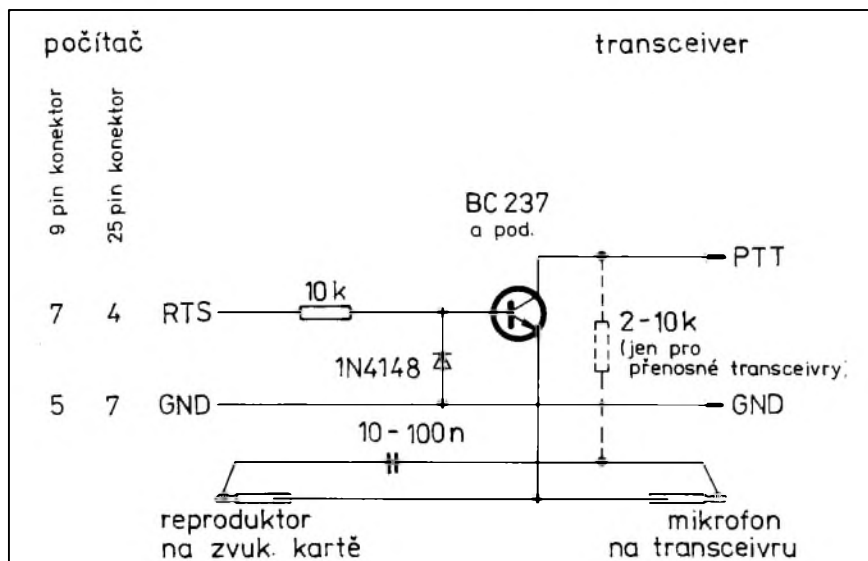 počítač
transceiver
9 pin konektor
25 pin konektor
BC 237
a pod.
PTT
10 k
7 4 RTS
2-10k
(jen pro
přenosné transceivry)
1N4148
5 7 GND
GND
10-100n
reproduktor
na zvuk. kartě
mikrofon
na transceivru